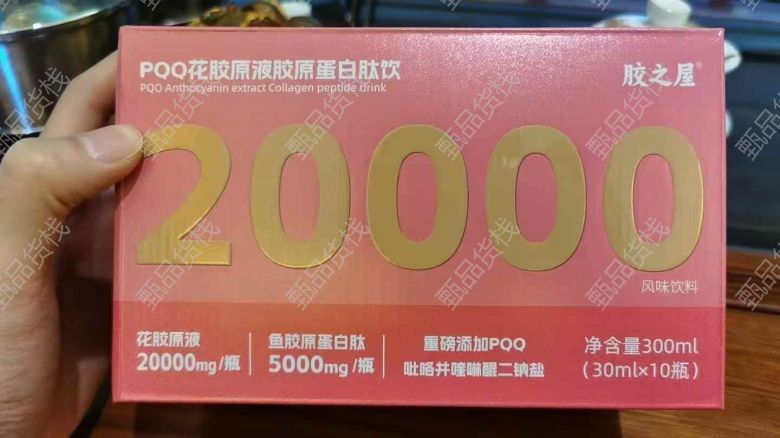 PQQ花胶原液胶原蛋白肽饮
PQQ Anthocyanin extract Collagen peptide drink
胶之屋®
20000
风味饮料
花胶原液
20000mg/瓶
鱼胶原蛋白肽
5000mg/瓶
重磅添加PQQ
吡咯并喹啉醌二钠盐
净含量300ml
(30ml×10瓶)
甄品货栈